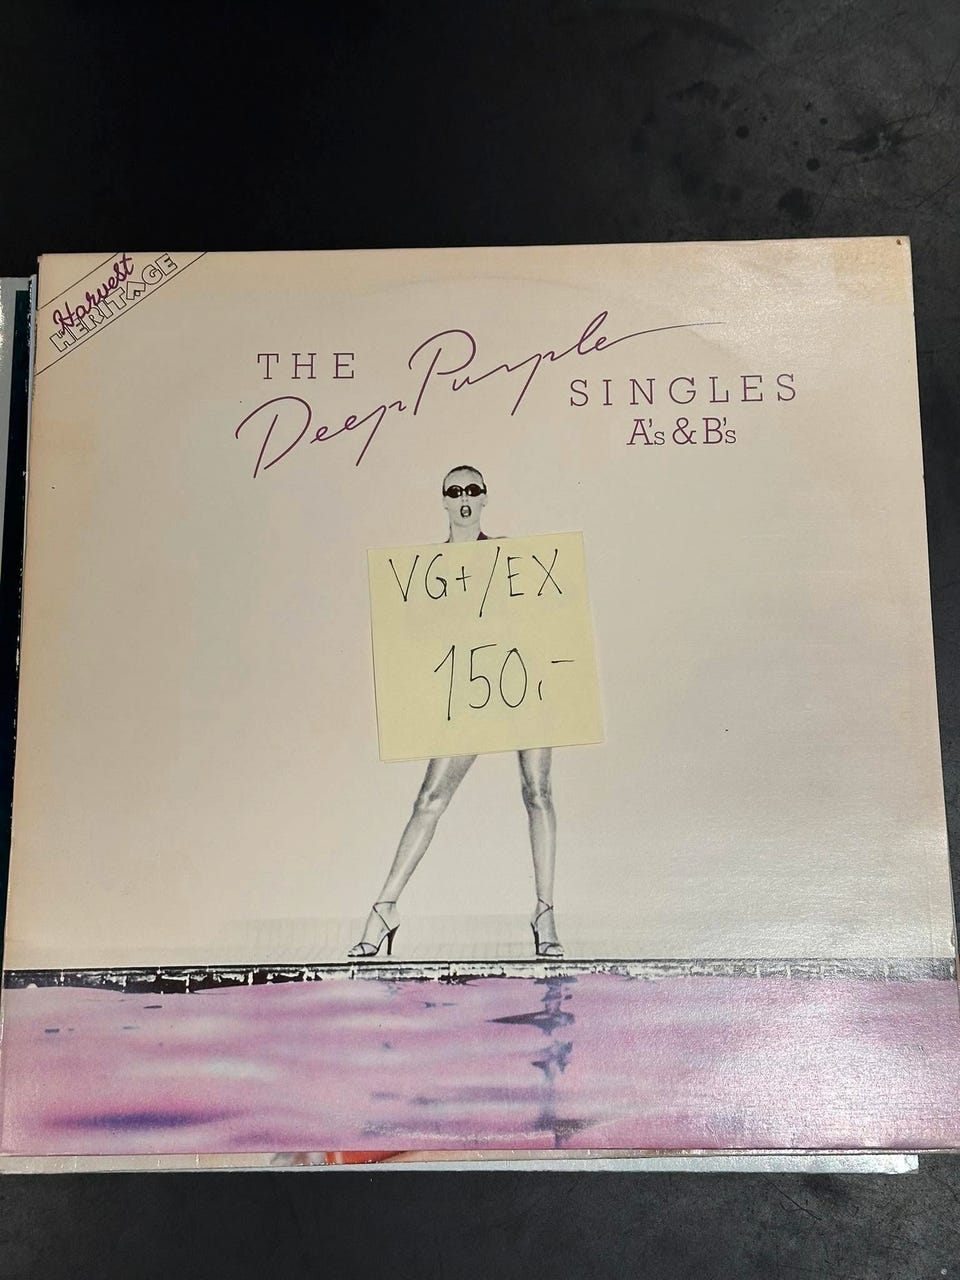 Harvest
HERITAGE
THE Deep Purple SINGLES
A's & B's
VG+/EX
150,-